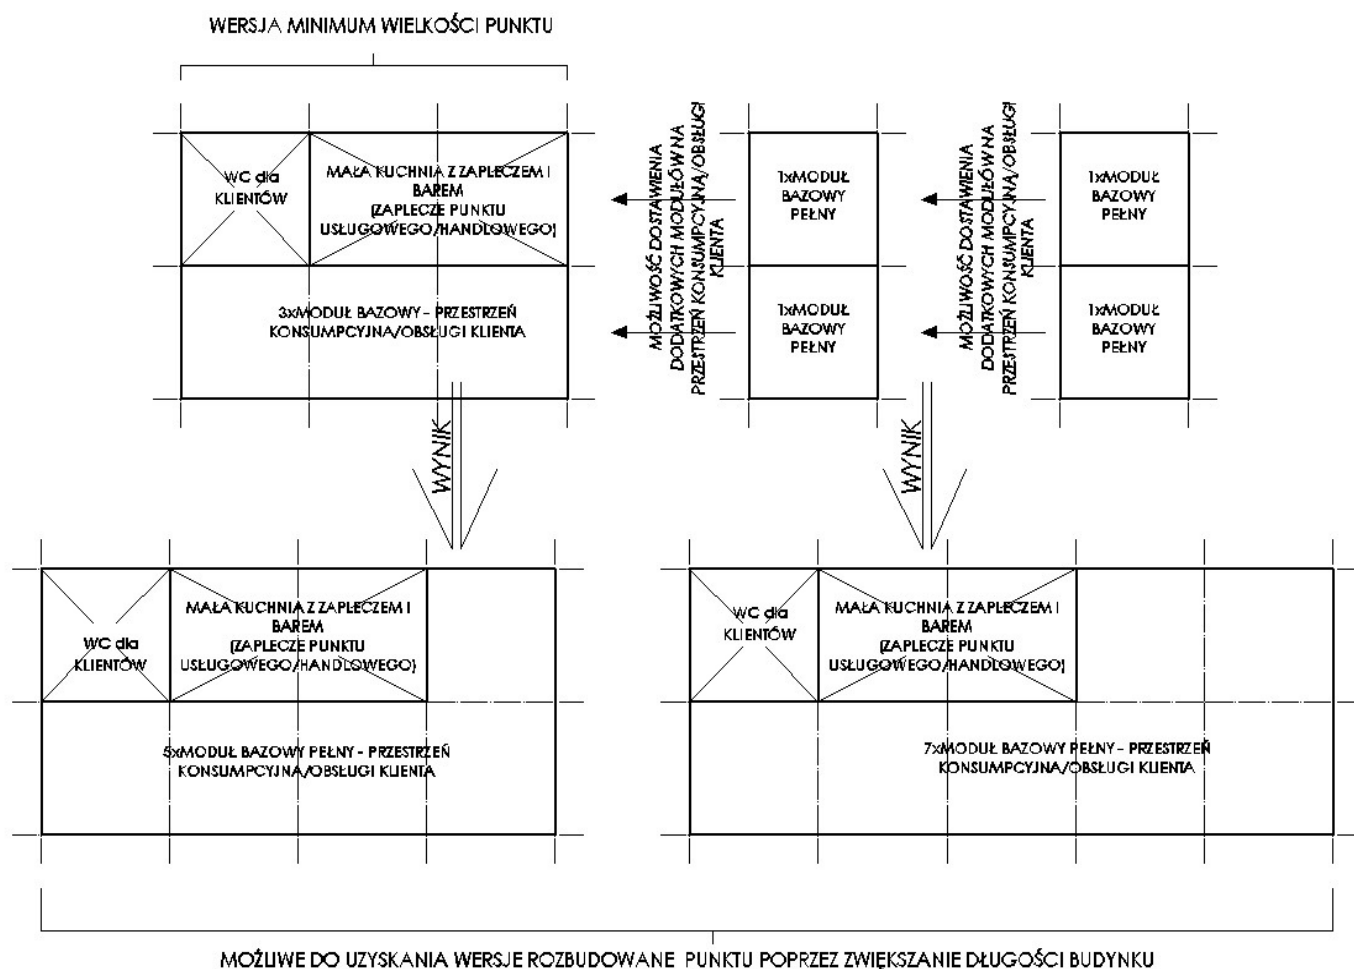 WERSJA MINIMUM WIELKOŚCI PUNKTU
WC dla
KLIENTÓW
MAŁA KUCHNIA Z ZAPLECZEM I
BAREM
(ZAPLECZE PUNKTU
USŁUGOWEGO/HANDLOWEGO)
3xMODUŁ BAZOWY - PRZESTRZEŃ
KONSUMPCYJNA/OBSŁUGI KLIENTA
MOŻLIWOŚĆ DOSTAWIENIA
DODATKOWYCH MODUŁÓW NA
PRZESTRZEŃ KONSUMPCYJNA/OBSŁUGI
KLIENTA
1xMODUŁ
BAZOWY
PEŁNY
1xMODUŁ
BAZOWY
PEŁNY
MOŻLIWOŚĆ DOSTAWIENIA
DODATKOWYCH MODUŁÓW NA
PRZESTRZEŃ KONSUMPCYJNA/OBSŁUGI
KLIENTA
1xMODUŁ
BAZOWY
PEŁNY
1xMODUŁ
BAZOWY
PEŁNY
WYNIK
WYNIK
WC dla
KLIENTÓW
MAŁA KUCHNIA Z ZAPLECZEM I
BAREM
(ZAPLECZE PUNKTU
USŁUGOWEGO/HANDLOWEGO)
5xMODUŁ BAZOWY PEŁNY - PRZESTRZEŃ
KONSUMPCYJNA/OBSŁUGI KLIENTA
WC dla
KLIENTÓW
MAŁA KUCHNIA Z ZAPLECZEM I
BAREM
(ZAPLECZE PUNKTU
USŁUGOWEGO/HANDLOWEGO)
7xMODUŁ BAZOWY PEŁNY - PRZESTRZEŃ
KONSUMPCYJNA/OBSŁUGI KLIENTA
MOŻLIWE DO UZYSKANIA WERSJE ROZBUDOWANE PUNKTU POPRZEZ ZWIĘKSZANIE DŁUGOŚCI BUDYNKU